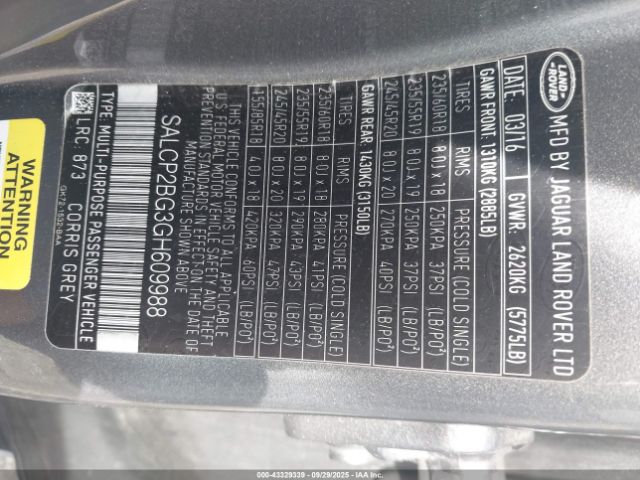 LAND-
ROVER
MFD BY JAGUAR LAND ROVER LTD
DATE: 03/16 GVWR: 2620KG (5775LB)
GAWR FRONT: 1310KG (2885LB)
TIRES RIMS PRESSURE (COLD SINGLE)
235/60R18 8.0J x 18 250KPA 37PSI (LB/PO²)
235/55R19 8.0J x 19 250KPA 37PSI (LB/PO²)
245/45R20 8.0J x 20 270KPA 40PSI (LB/PO²)
GAWR REAR: 1430KG (3150LB)
TIRES RIMS PRESSURE (COLD SINGLE)
235/60R18 8.0J x 18 280KPA 41PSI (LB/PO²)
235/55R19 8.0J x 19 290KPA 43PSI (LB/PO²)
245/45R20 8.0J x 20 320KPA 47PSI (LB/PO²)
T155/85R18 4.0J x 18 420KPA 60PSI (LB/PO²)
THIS VEHICLE CONFORMS TO ALL APPLICABLE
U.S. FEDERAL MOTOR VEHICLE SAFETY AND THEFT
PREVENTION STANDARDS IN EFFECT ON THE DATE OF
MANUFACTURE SHOWN ABOVE
SALCP2BG3GH609988
TYPE: MULTI-PURPOSE PASSENGER VEHICLE
LRC: 873 CORRIS GREY
GK72-1532-BAA
WARNING
ATTENTION
000-43329339 | 09/29/2025 | IAAI.COM